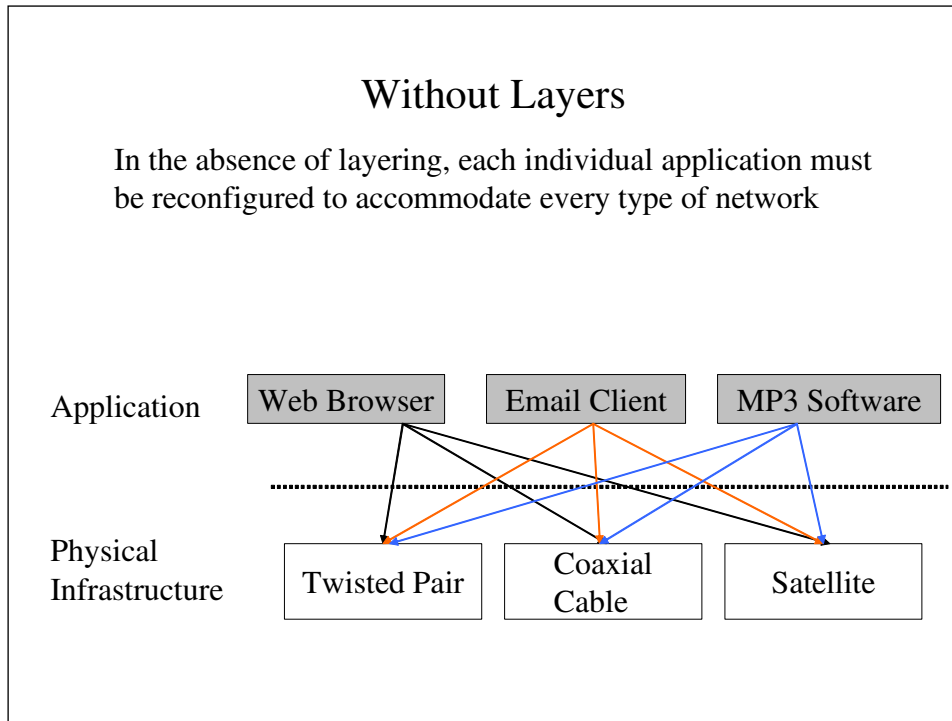 Without Layers
In the absence of layering, each individual application must
be reconfigured to accommodate every type of network
Application
Web Browser
Email Client
MP3 Software
Physical
Infrastructure
Twisted Pair
Coaxial
Cable
Satellite